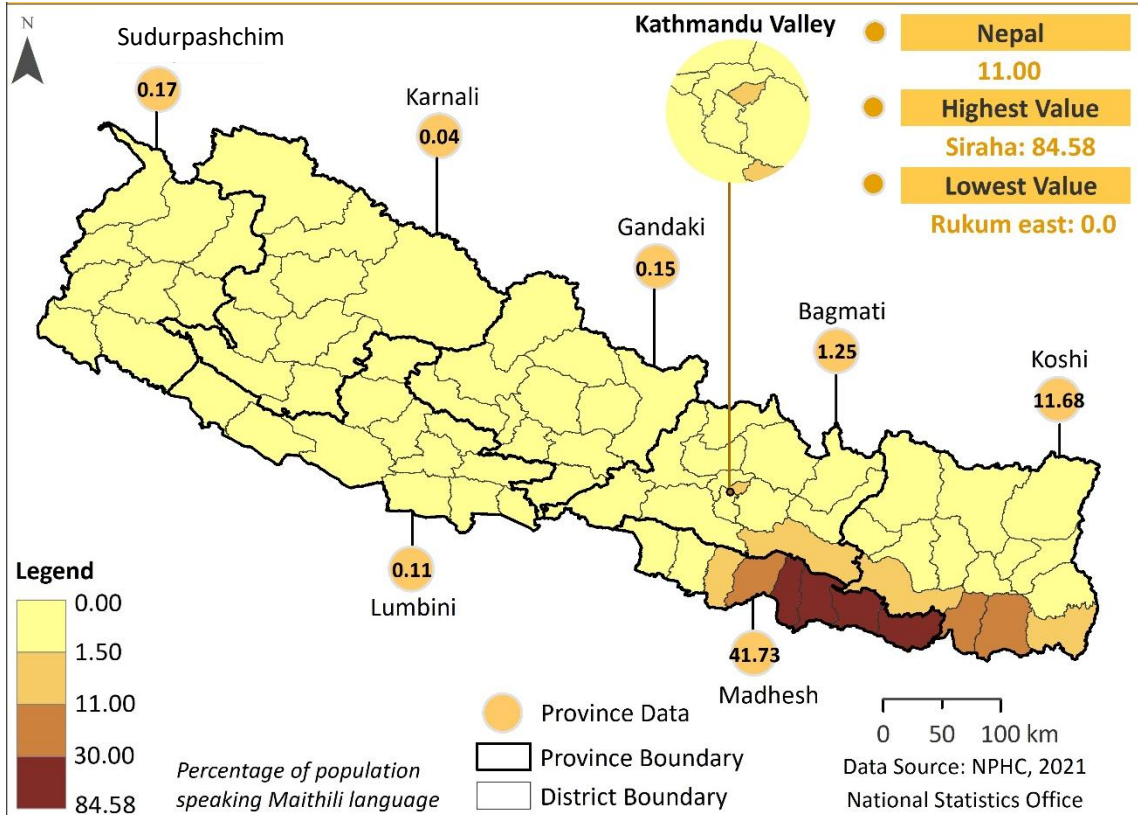 N
Sudurpashchim
0.17
Karnali
0.04
Kathmandu Valley
Nepal
11.00
Highest Value
Siraha: 84.58
Lowest Value
Rukum east: 0.0
Gandaki
0.15
Bagmati
1.25
Koshi
11.68
0.11
Lumbini
41.73
Madhesh
Legend
0.00
1.50
11.00
30.00
84.58
Percentage of population
speaking Maithili language
Province Data
Province Boundary
District Boundary
0 50 100 km
Data Source: NPHC, 2021
National Statistics Office